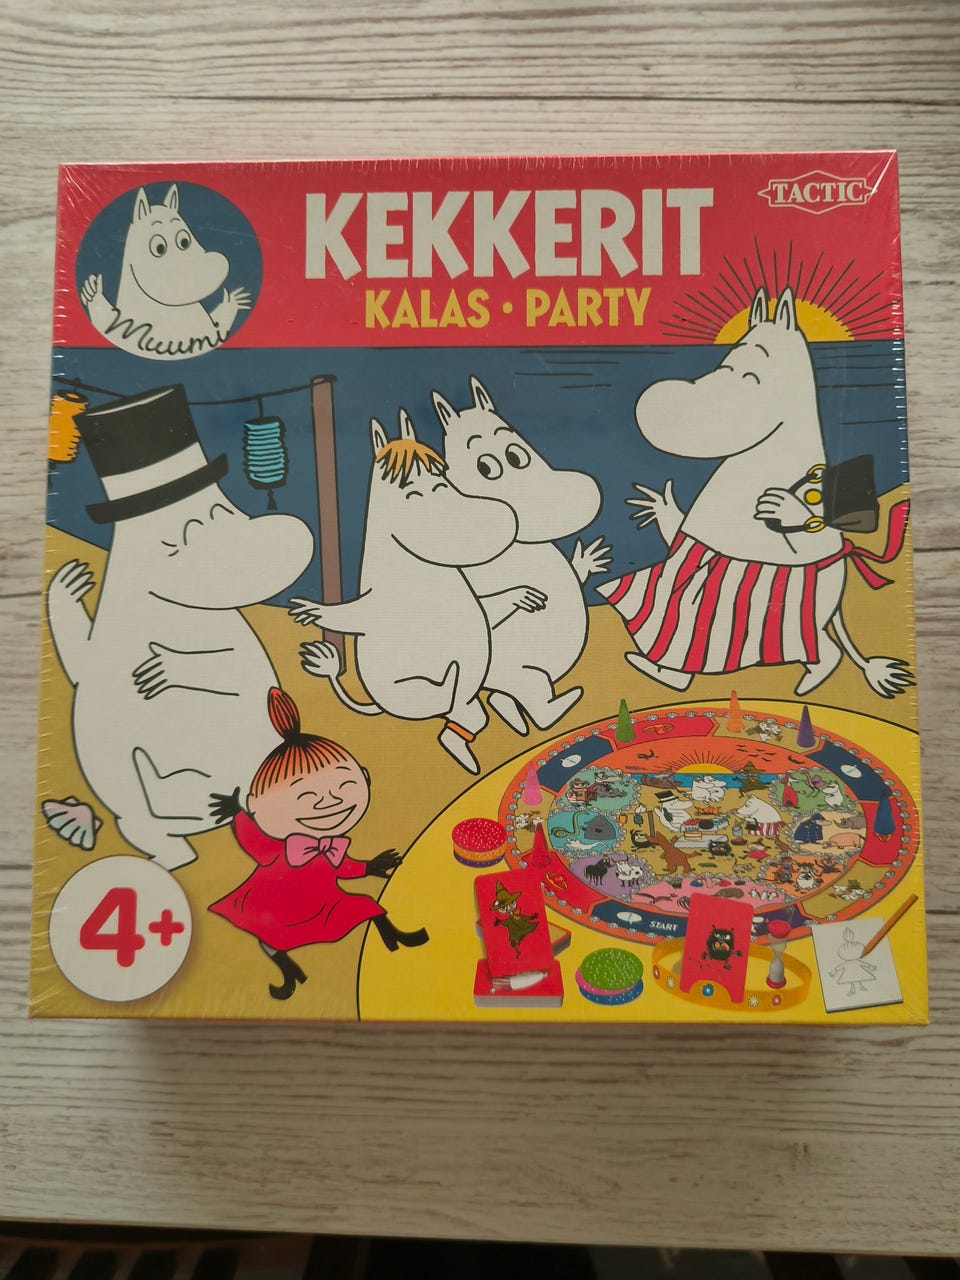 KEKKERIT
TACTIC
KALAS • PARTY
Muumi
START
4+